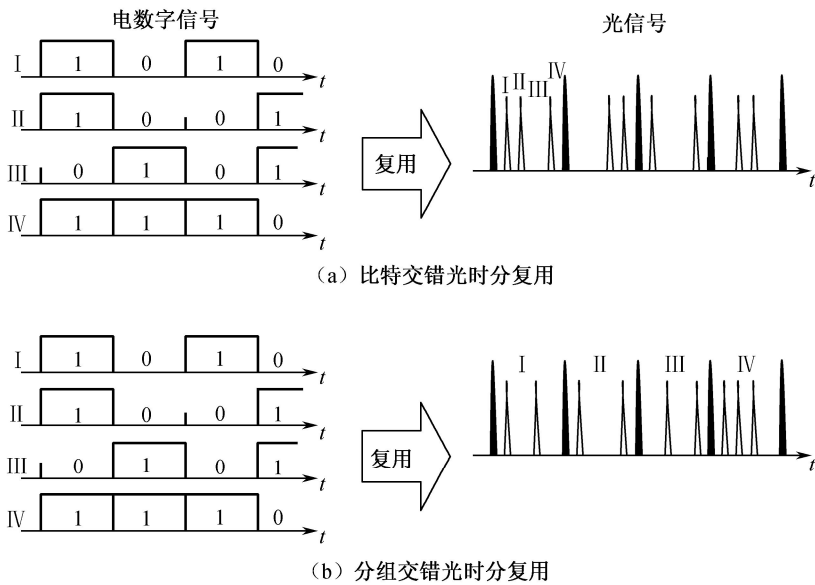 电数字信号
光信号
Ⅰ 1 0 1 0 t
Ⅱ 1 0 0 1 t
Ⅲ 0 1 0 1 t
Ⅳ 1 1 1 0 t
复用
Ⅰ Ⅱ Ⅲ Ⅳ
t
(a)比特交错光时分复用
Ⅰ 1 0 1 0 t
Ⅱ 1 0 0 1 t
Ⅲ 0 1 0 1 t
Ⅳ 1 1 1 0 t
复用
Ⅰ Ⅱ Ⅲ Ⅳ
t
(b)分组交错光时分复用